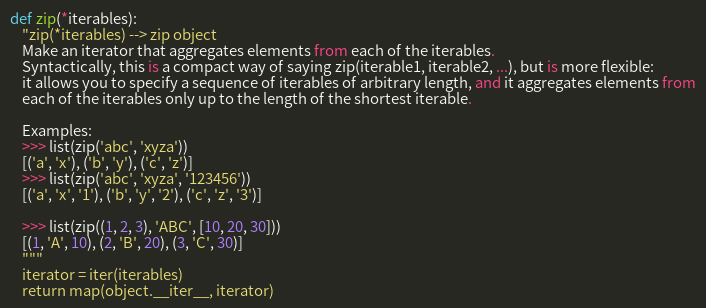 def zip(*iterables):
    "zip(*iterables) --> zip object
    Make an iterator that aggregates elements from each of the iterables.
    Syntactically, this is a compact way of saying zip(iterable1, iterable2, ...), but is more flexible:
    it allows you to specify a sequence of iterables of arbitrary length, and it aggregates elements from
    each of the iterables only up to the length of the shortest iterable.

    Examples:
    >>> list(zip('abc', 'xyza'))
    [('a', 'x'), ('b', 'y'), ('c', 'z')]
    >>> list(zip('abc', 'xyza', '123456'))
    [('a', 'x', '1'), ('b', 'y', '2'), ('c', 'z', '3')]

    >>> list(zip((1, 2, 3), 'ABC', [10, 20, 30]))
    [(1, 'A', 10), (2, 'B', 20), (3, 'C', 30)]
    """
    iterator = iter(iterables)
    return map(object.__iter__, iterator)